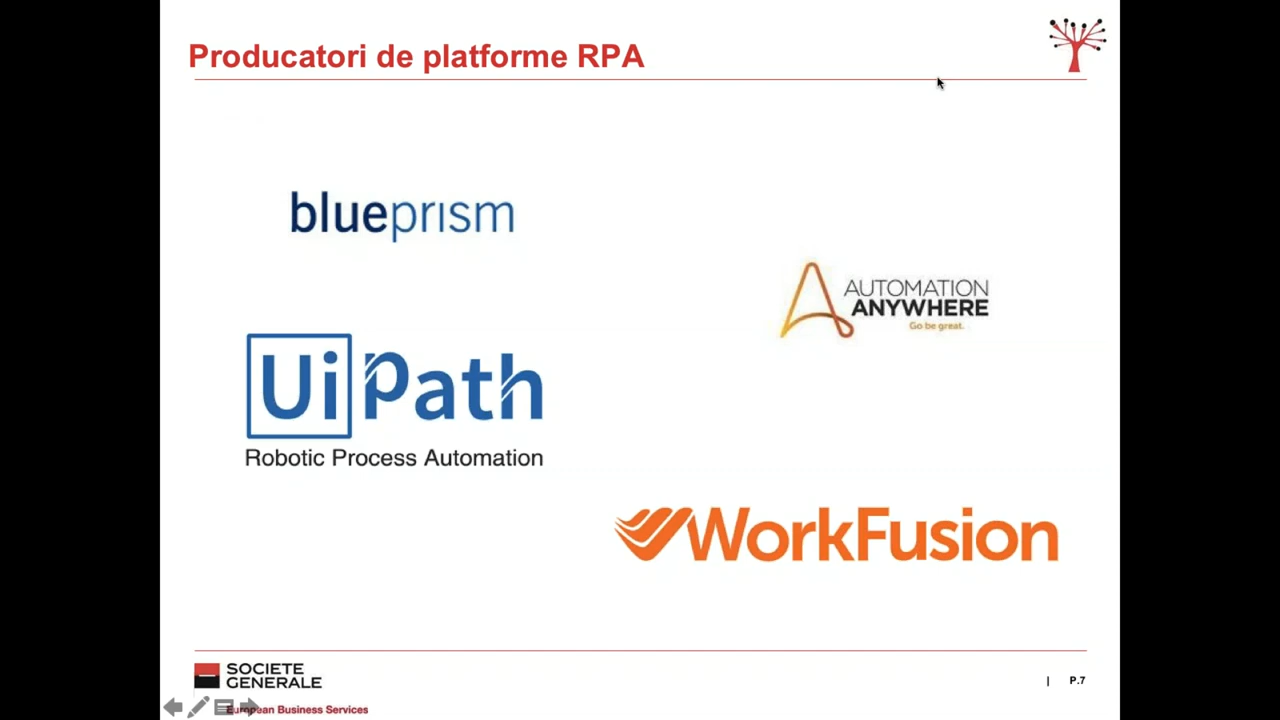 Producatori de platforme RPA
blueprism
AUTOMATION
ANYWHERE
Go be great.
UiPath
Robotic Process Automation
WorkFusion
SOCIETE
GENERALE
European Business Services
| P.7